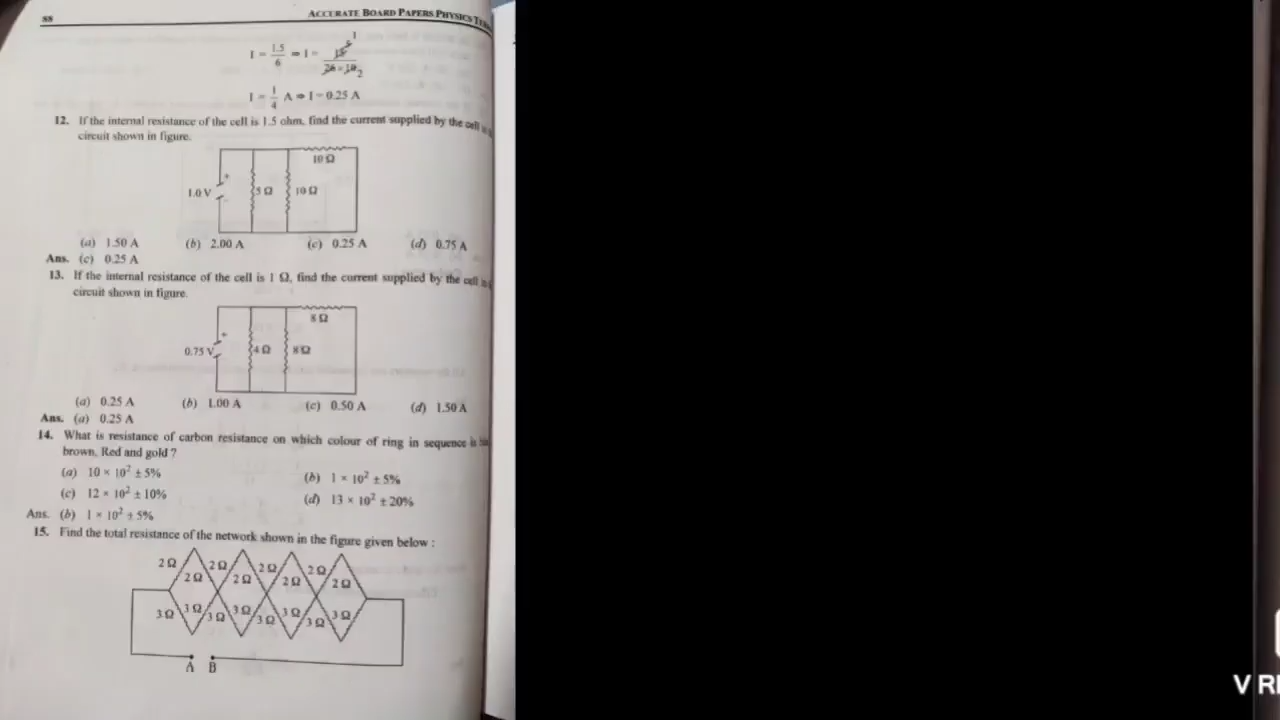 88
ACCURATE BOARD PAPERS PHYSICS
I = 1.5/6 ⇒ I =
I = 1/4 A ⇒ I = 0.25 A
12. If the internal resistance of the cell is 1.5 ohm, find the current supplied by the cell
circuit shown in figure.
10 Ω
1.0 V + - 5 Ω 10 Ω
(a) 1.50 A (b) 2.00 A (c) 0.25 A (d) 0.75 A
Ans. (c) 0.25 A
13. If the internal resistance of the cell is 1 Ω, find the current supplied by the cell
circuit shown in figure.
8 Ω
0.75 V + 4 Ω 8 Ω
(a) 0.25 A (b) 1.00 A (c) 0.50 A (d) 1.50 A
Ans. (a) 0.25 A
14. What is resistance of carbon resistance on which colour of ring in sequence is
brown, Red and gold ?
(a) 10 × 10² ± 5% (b) 1 × 10² ± 5%
(c) 12 × 10² ± 10% (d) 13 × 10² ± 20%
Ans. (b) 1 × 10² ± 5%
15. Find the total resistance of the network shown in the figure given below :
2 Ω 2 Ω 2 Ω 2 Ω
2 Ω 2 Ω 2 Ω 2 Ω
3 Ω 3 Ω 3 Ω 3 Ω
3 Ω 3 Ω 3 Ω 3 Ω
A B
V